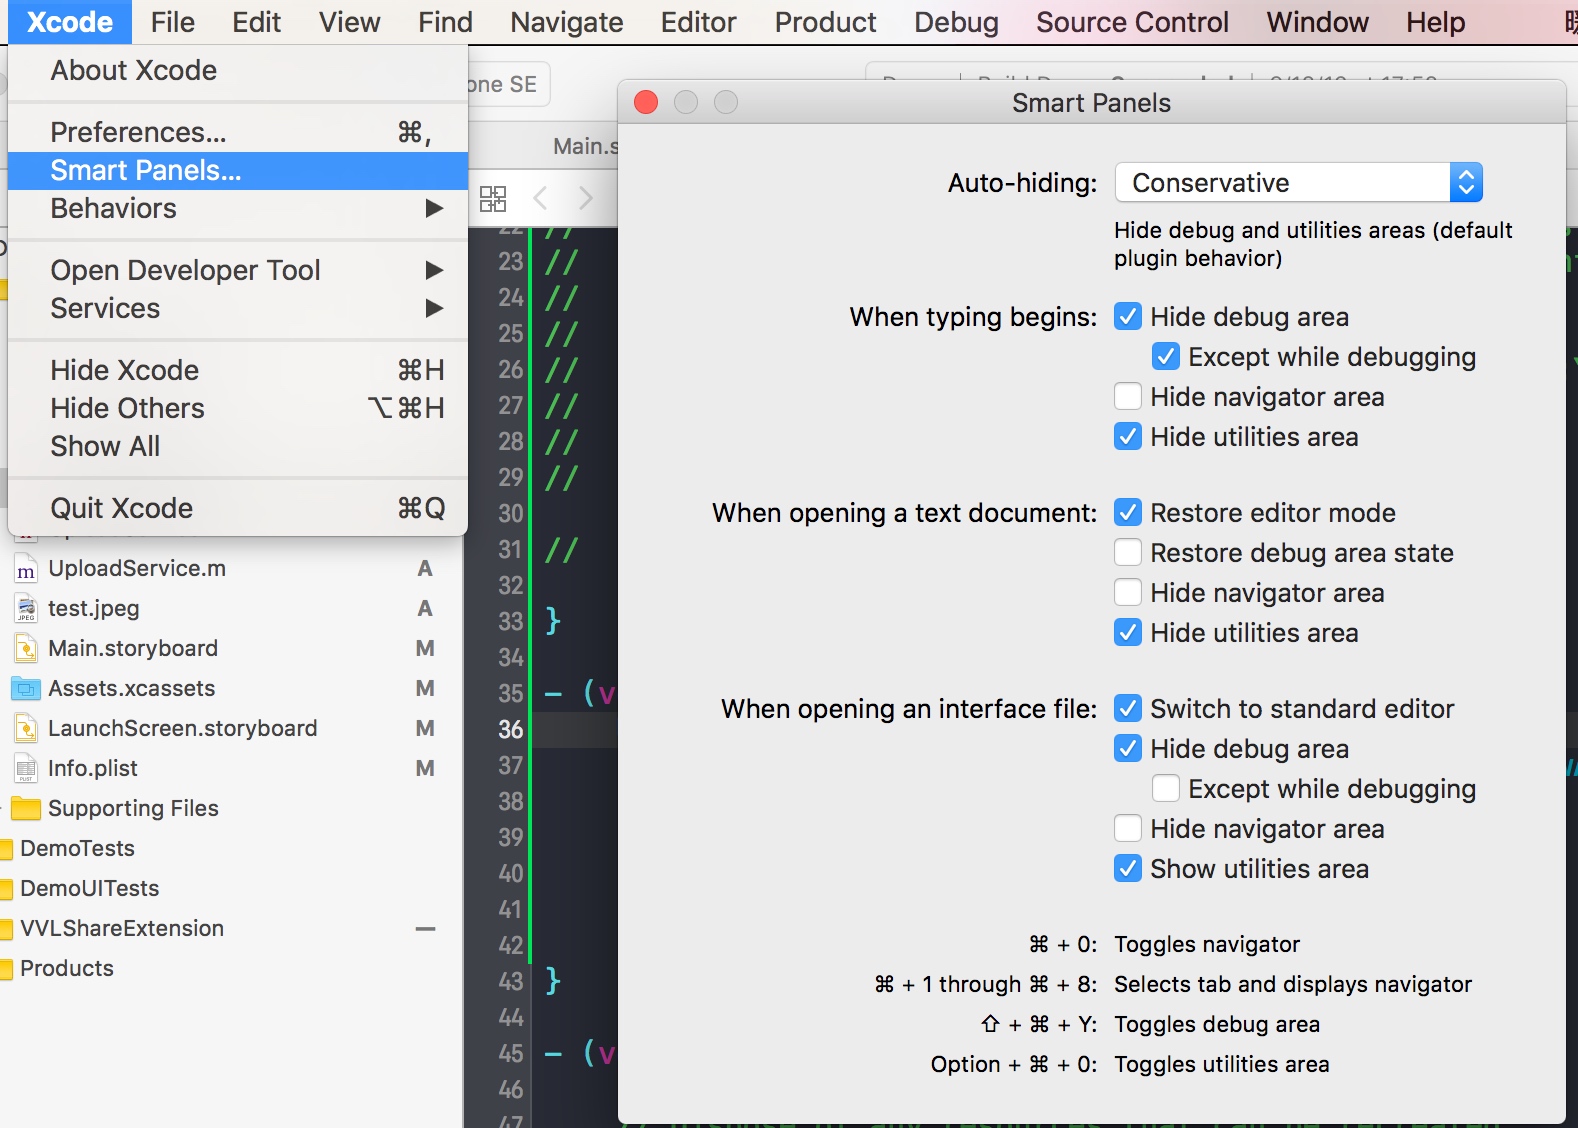 Xcode File Edit View Find Navigate Editor Product Debug Source Control Window Help
About Xcode
Preferences... ⌘,
Smart Panels...
Behaviors ▶
Open Developer Tool ▶
Services ▶
Hide Xcode ⌘H
Hide Others ⌥⌘H
Show All
Quit Xcode ⌘Q
one SE
Main.s
UploadService.m A
test.jpeg A
Main.storyboard M
Assets.xcassets M
LaunchScreen.storyboard M
Info.plist M
Supporting Files
DemoTests
DemoUITests
VVLShareExtension —
Products
22 //
23 //
24 //
25 //
26 //
27 //
28 //
29 //
30
31 //
32
33 }
34
35 - (v
36
37
38
39
40
41
42
43 }
44
45 - (v
46
47
Smart Panels
Auto-hiding: Conservative
Hide debug and utilities areas (default
plugin behavior)
When typing begins: Hide debug area
Except while debugging
Hide navigator area
Hide utilities area
When opening a text document: Restore editor mode
Restore debug area state
Hide navigator area
Hide utilities area
When opening an interface file: Switch to standard editor
Hide debug area
Except while debugging
Hide navigator area
Show utilities area
⌘ + 0: Toggles navigator
⌘ + 1 through ⌘ + 8: Selects tab and displays navigator
⇧ + ⌘ + Y: Toggles debug area
Option + ⌘ + 0: Toggles utilities area